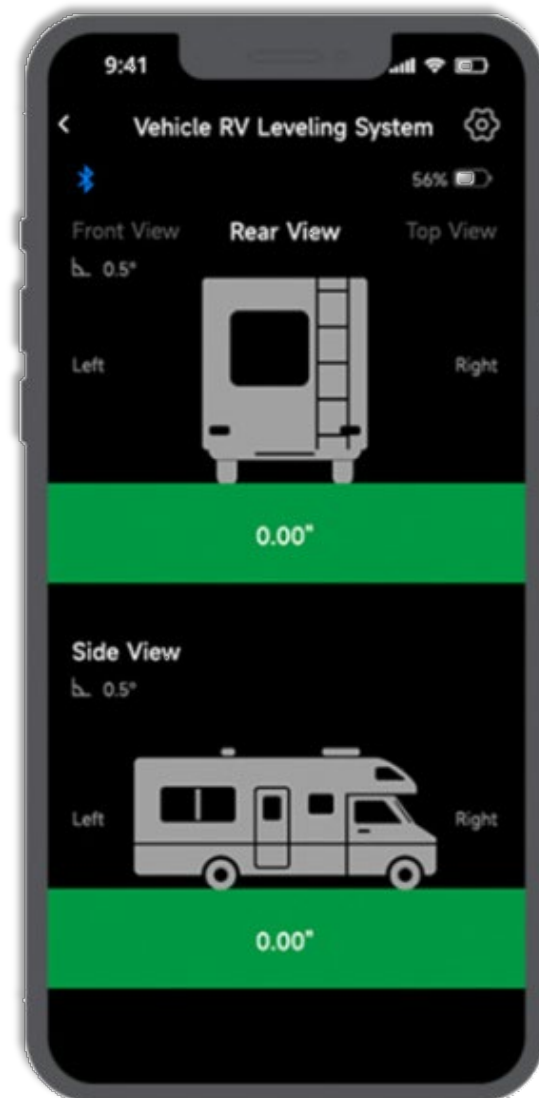 9:41
Vehicle RV Leveling System
56%
Front View Rear View Top View
0.5°
Left Right
0.00"
Side View
0.5°
Left Right
0.00"